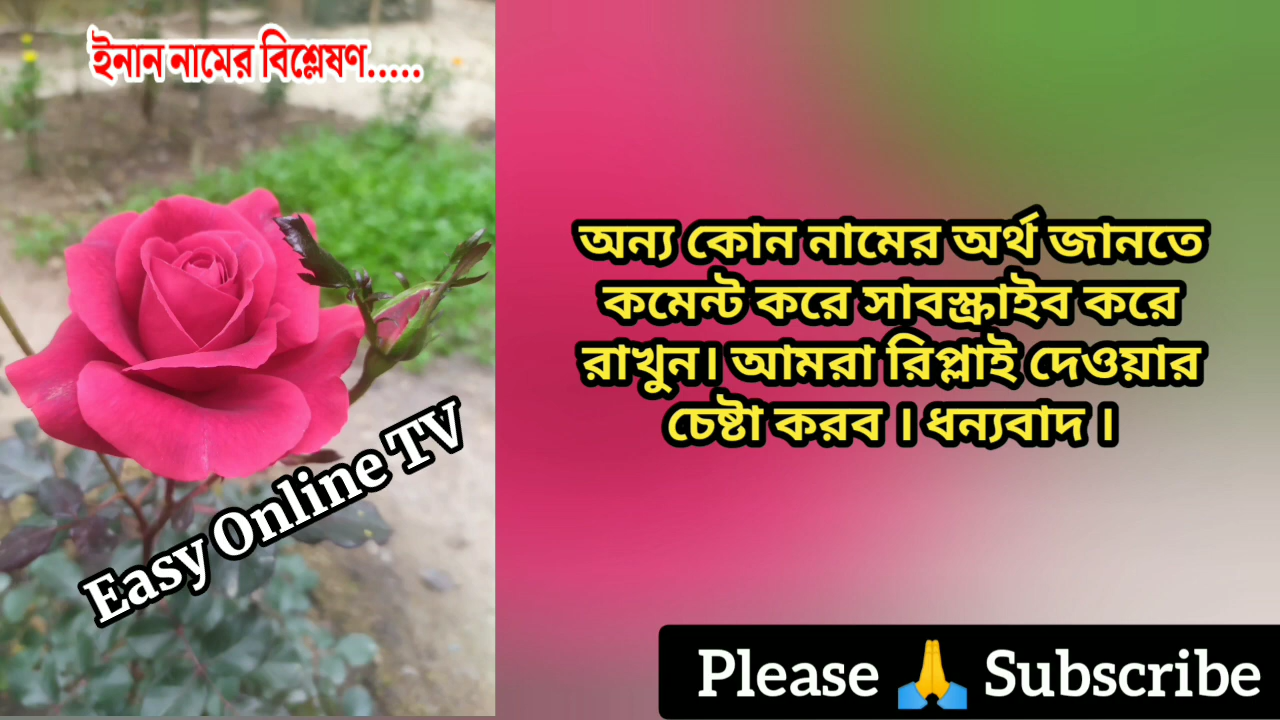 ইনান নামের বিশ্লেষণ.....
Easy Online TV
অন্য কোন নামের অর্থ জানতে
কমেন্ট করে সাবস্ক্রাইব করে
রাখুন। আমরা রিপ্লাই দেওয়ার
চেষ্টা করব । ধন্যবাদ ।
Please 🙏 Subscribe